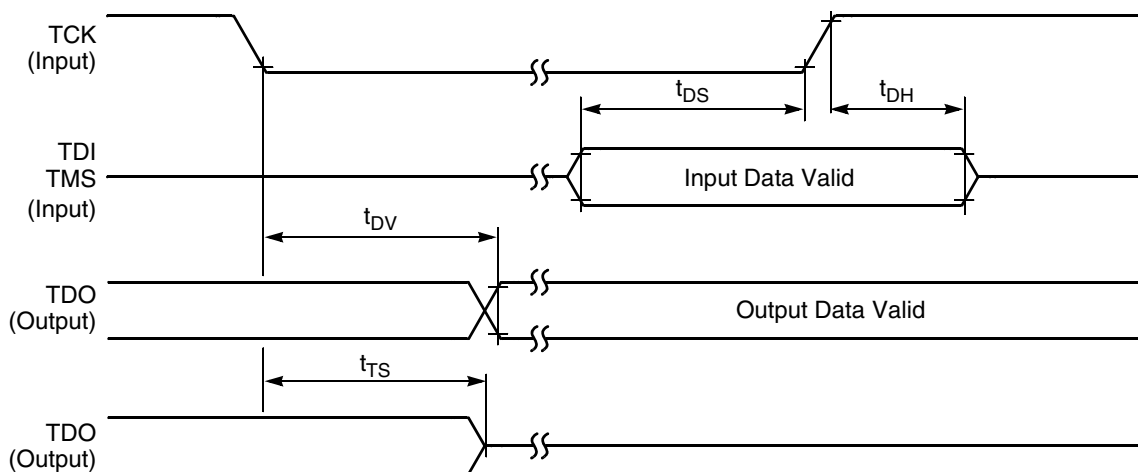 TCK
(Input)
tDS
tDH
TDI
TMS
(Input)
Input Data Valid
tDV
TDO
(Output)
Output Data Valid
tTS
TDO
(Output)